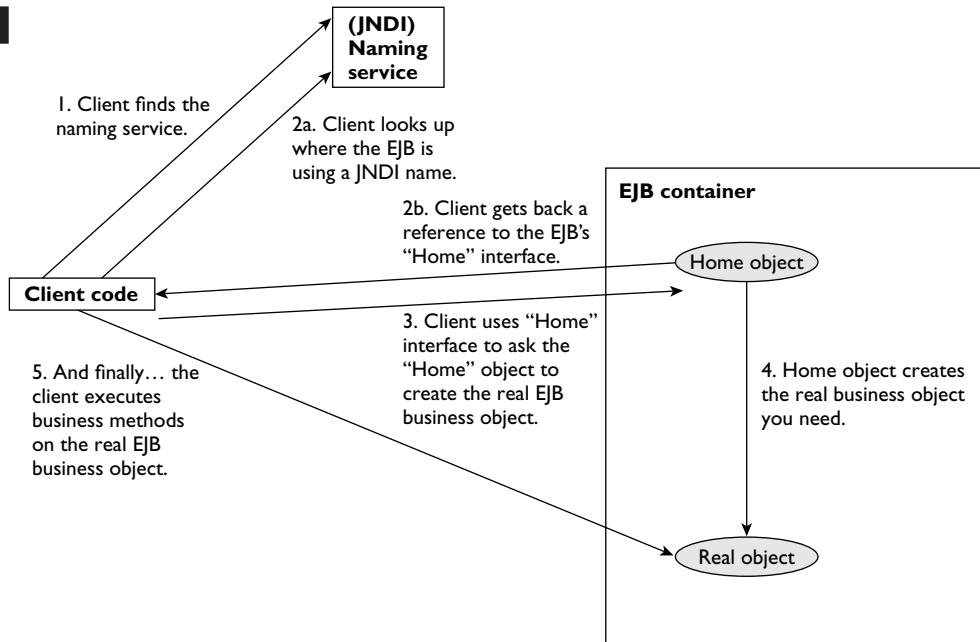 (JNDI)
Naming
service
1. Client finds the
naming service.
2a. Client looks up
where the EJB is
using a JNDI name.
EJB container
2b. Client gets back a
reference to the EJB’s
“Home” interface.
Home object
Client code
3. Client uses “Home”
interface to ask the
“Home” object to
create the real EJB
business object.
4. Home object creates
the real business object
you need.
5. And finally… the
client executes
business methods
on the real EJB
business object.
Real object